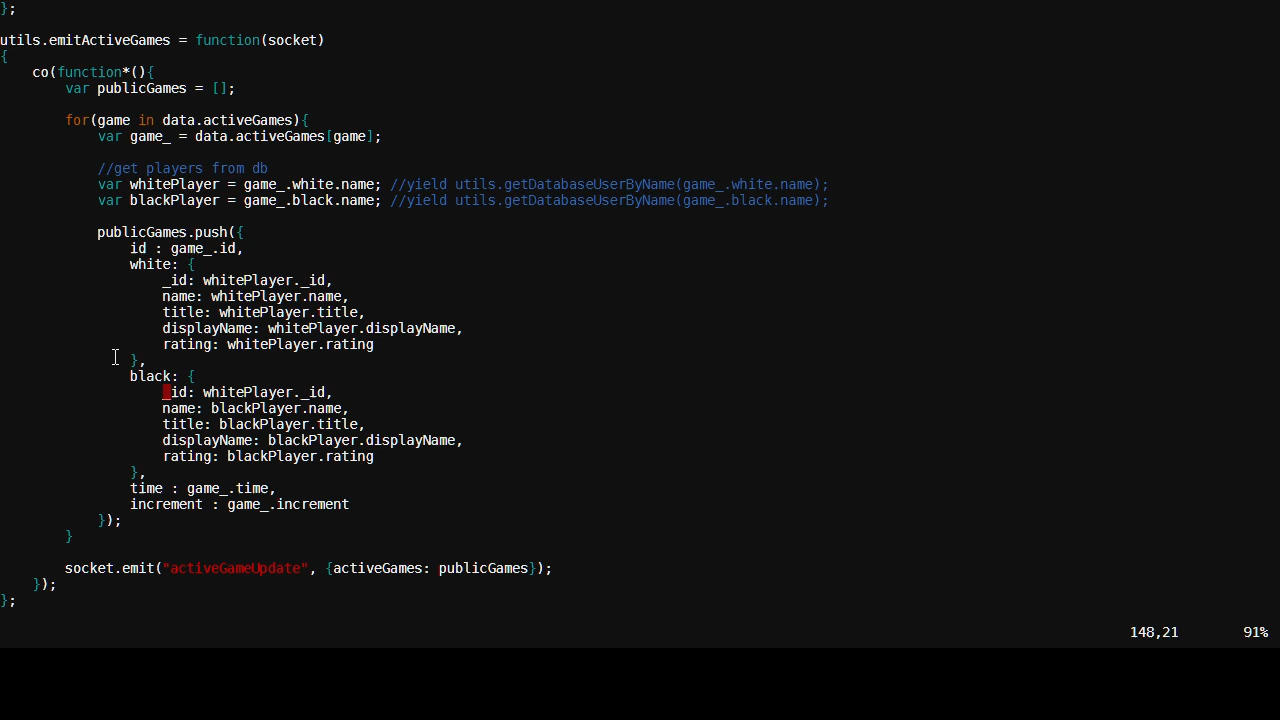 };
utils.emitActiveGames = function(socket)
{
    co(function*(){
        var publicGames = [];
        for(game in data.activeGames){
            var game_ = data.activeGames[game];
            //get players from db
            var whitePlayer = game_.white.name; //yield utils.getDatabaseUserByName(game_.white.name);
            var blackPlayer = game_.black.name; //yield utils.getDatabaseUserByName(game_.black.name);
            publicGames.push({
                id : game_.id,
                white: {
                    _id: whitePlayer._id,
                    name: whitePlayer.name,
                    title: whitePlayer.title,
                    displayName: whitePlayer.displayName,
                    rating: whitePlayer.rating
                },
                black: {
                    _id: whitePlayer._id,
                    name: blackPlayer.name,
                    title: blackPlayer.title,
                    displayName: blackPlayer.displayName,
                    rating: blackPlayer.rating
                },
                time : game_.time,
                increment : game_.increment
            });
        }
        socket.emit("activeGameUpdate", {activeGames: publicGames});
    });
};
148,21 91%